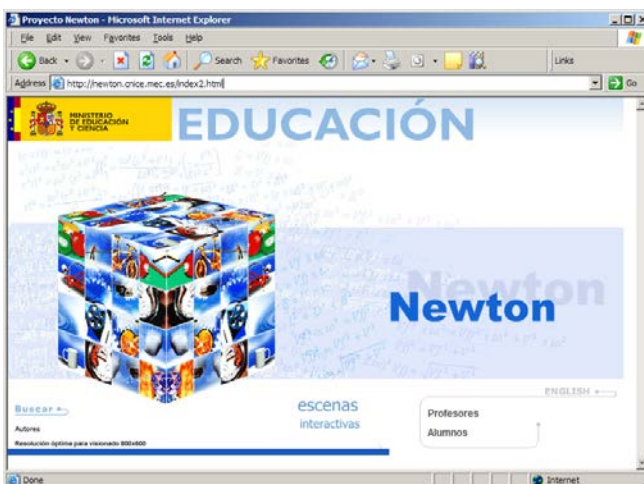 Proyecto Newton - Microsoft Internet Explorer
File Edit View Favorites Tools Help
Back Search Favorites Links
Address http://newton.cnice.mec.es/index2.html Go
MINISTERIO
DE EDUCACIÓN
Y CIENCIA
EDUCACIÓN
Newton
Newton
ENGLISH
Buscar
escenas
interactivas
Profesores
Autores
Alumnos
Resolución óptima para visionado 800x600
Done Internet